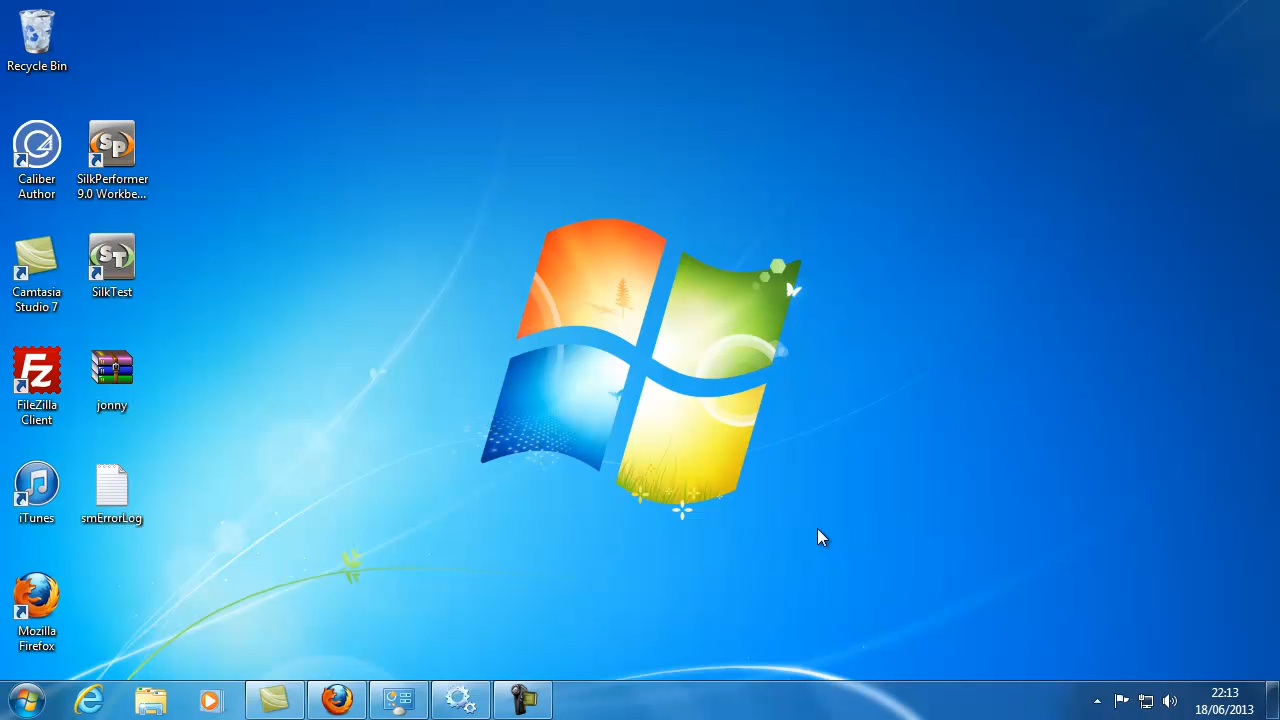 Recycle Bin
Caliber
Author
SilkPerformer
9.0 Workbe...
Camtasia
Studio 7
SilkTest
FileZilla
Client
jonny
iTunes
smErrorLog
Mozilla
Firefox
22:13
18/06/2013